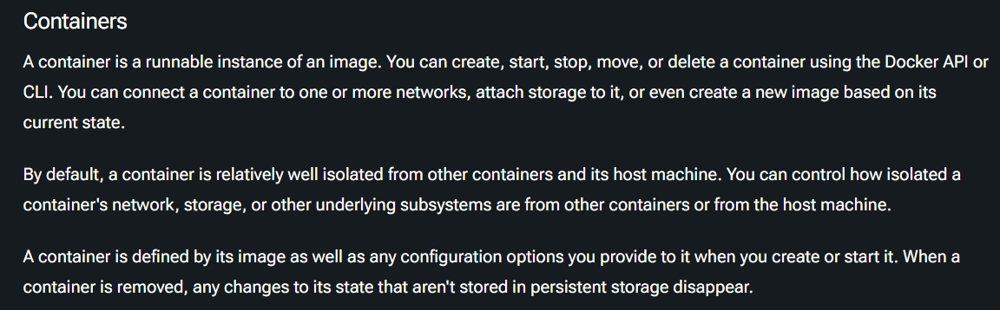 Containers
A container is a runnable instance of an image. You can create, start, stop, move, or delete a container using the Docker API or
CLI. You can connect a container to one or more networks, attach storage to it, or even create a new image based on its
current state.
By default, a container is relatively well isolated from other containers and its host machine. You can control how isolated a
container's network, storage, or other underlying subsystems are from other containers or from the host machine.
A container is defined by its image as well as any configuration options you provide to it when you create or start it. When a
container is removed, any changes to its state that aren't stored in persistent storage disappear.